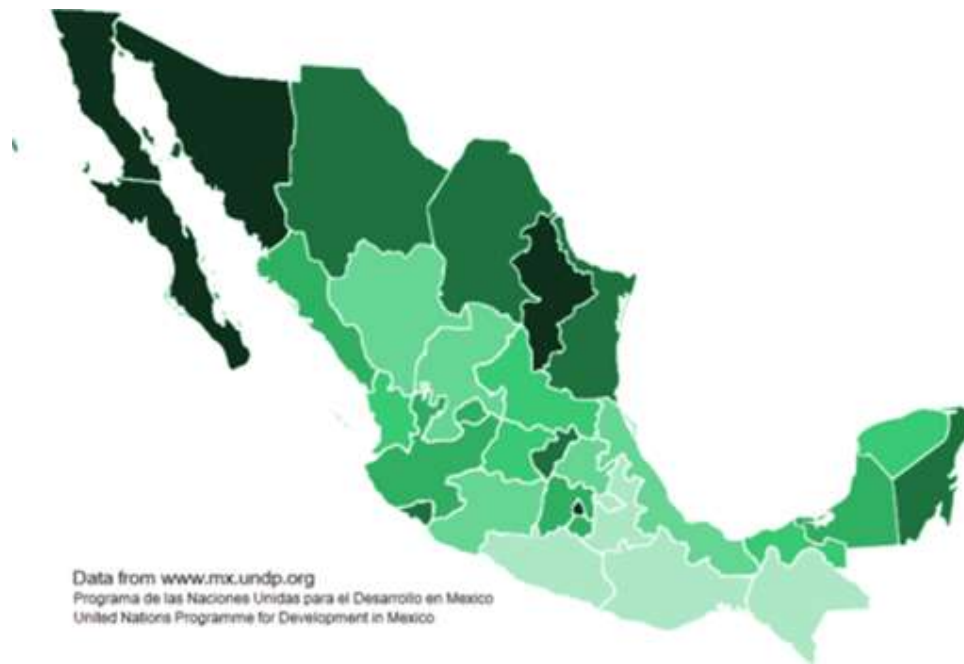 Data from www.mx.undp.org
Programa de las Naciones Unidas para el Desarrollo en Mexico
United Nations Programme for Development in Mexico